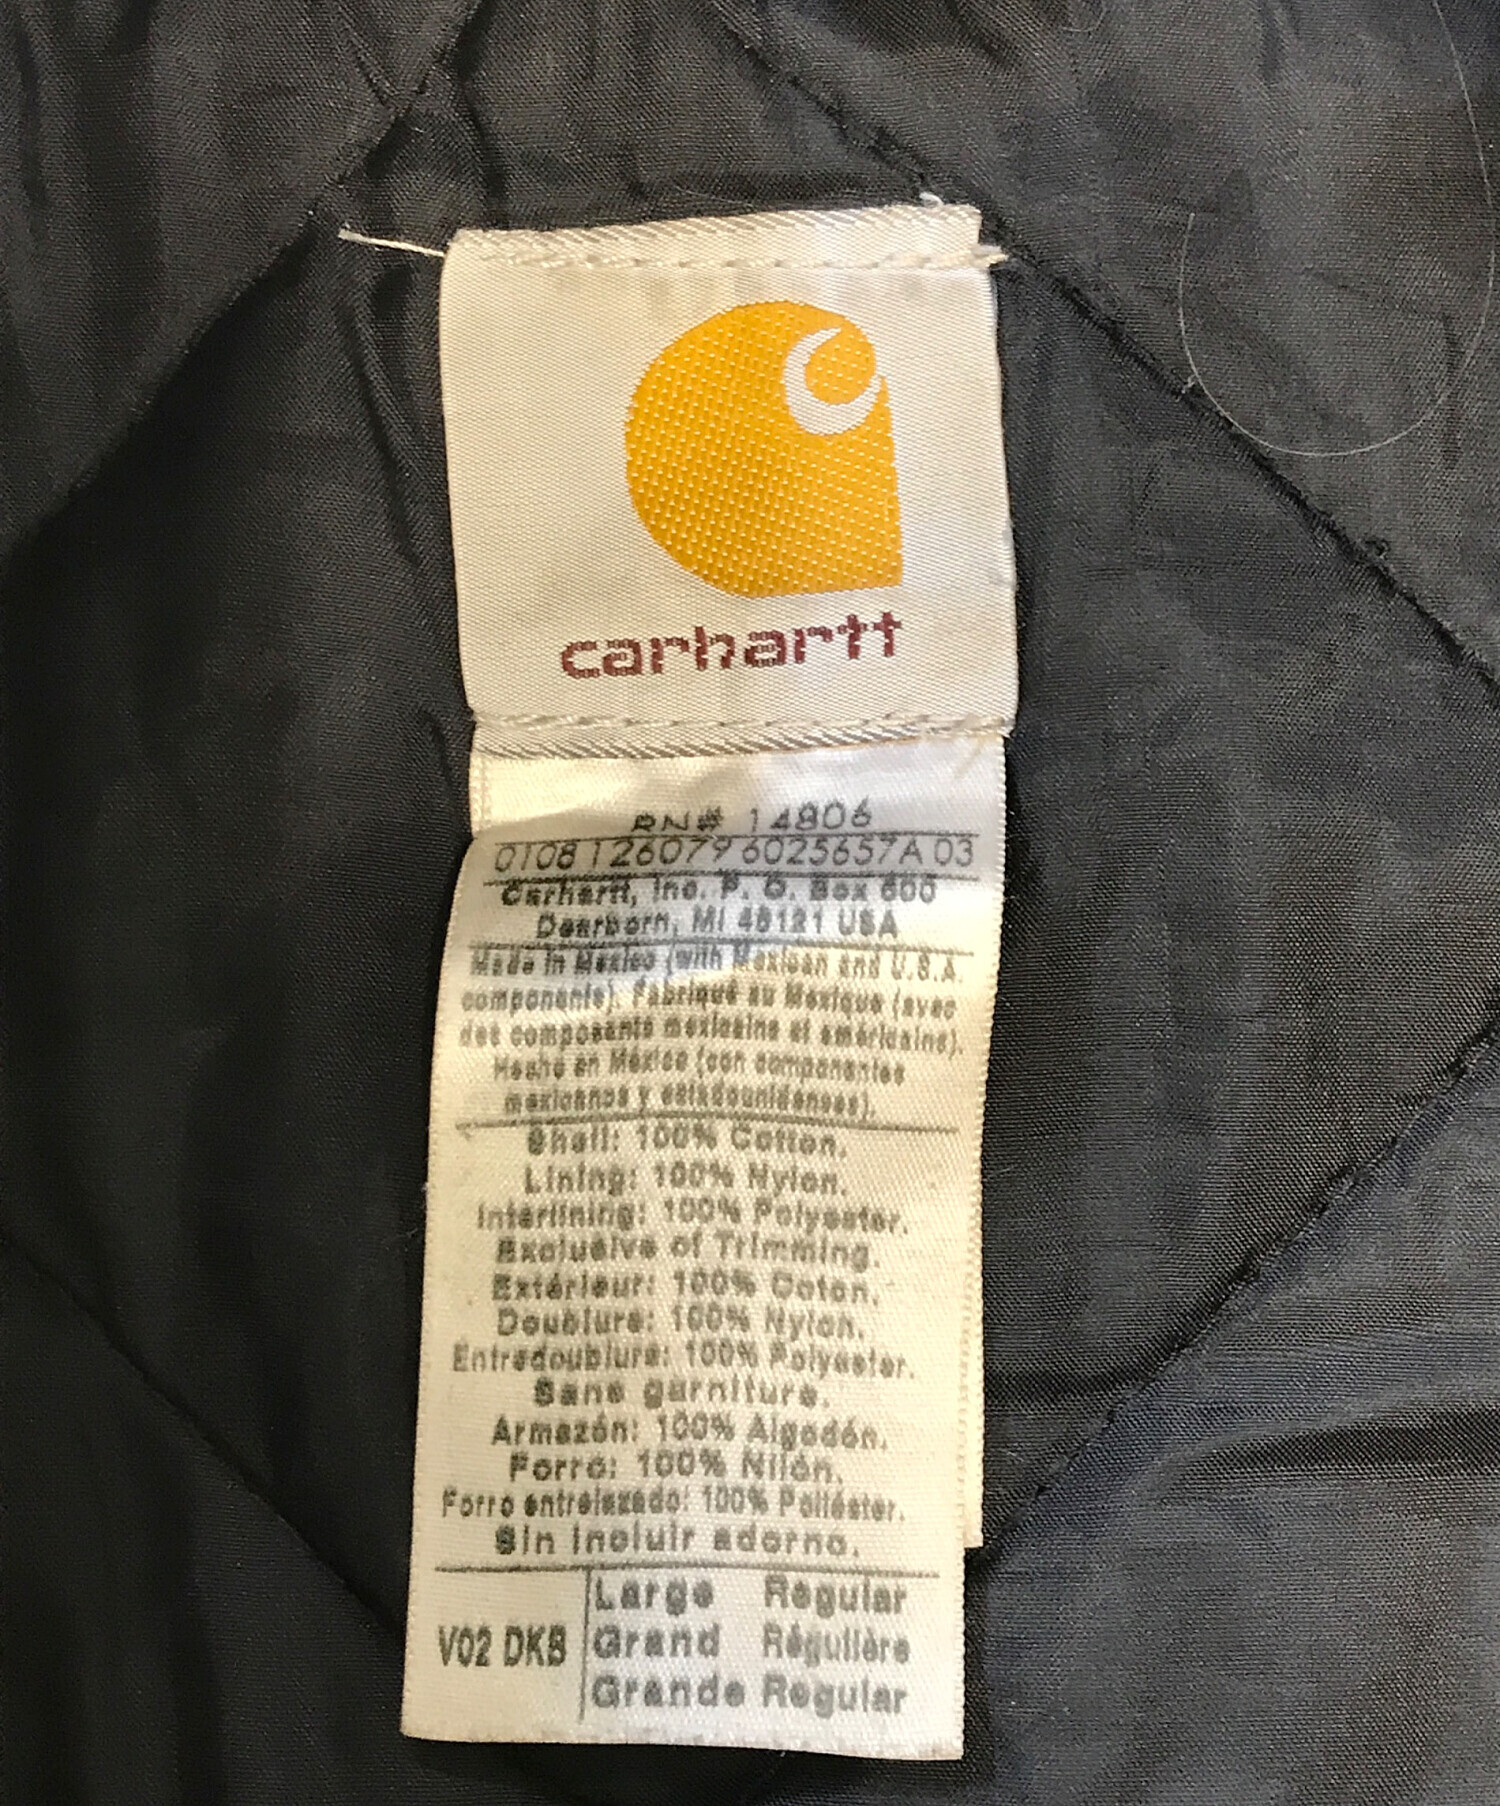 carhartt
RN# 14806
0108 126079 6025657A 03
Carhartt, Inc. P. O. Box 600
Dearborn, MI 48121 USA
Made in Mexico (with Mexican and U.S.A.
components). Fabriqué au Mexique (avec
des composants mexicains et américains).
Hecho en México (con componentes
mexicanos y estadounidenses).
Shell: 100% Cotton.
Lining: 100% Nylon.
Interlining: 100% Polyester.
Exclusive of Trimming.
Extérieur: 100% Coton.
Doublure: 100% Nylon.
Entredoublure: 100% Polyester.
Sans garniture.
Armazón: 100% Algodón.
Forro: 100% Nilón.
Forro entrelazado: 100% Poliéster.
Sin incluir adorno.
Large Regular
V02 DKB Grand Régulière
Grande Regular